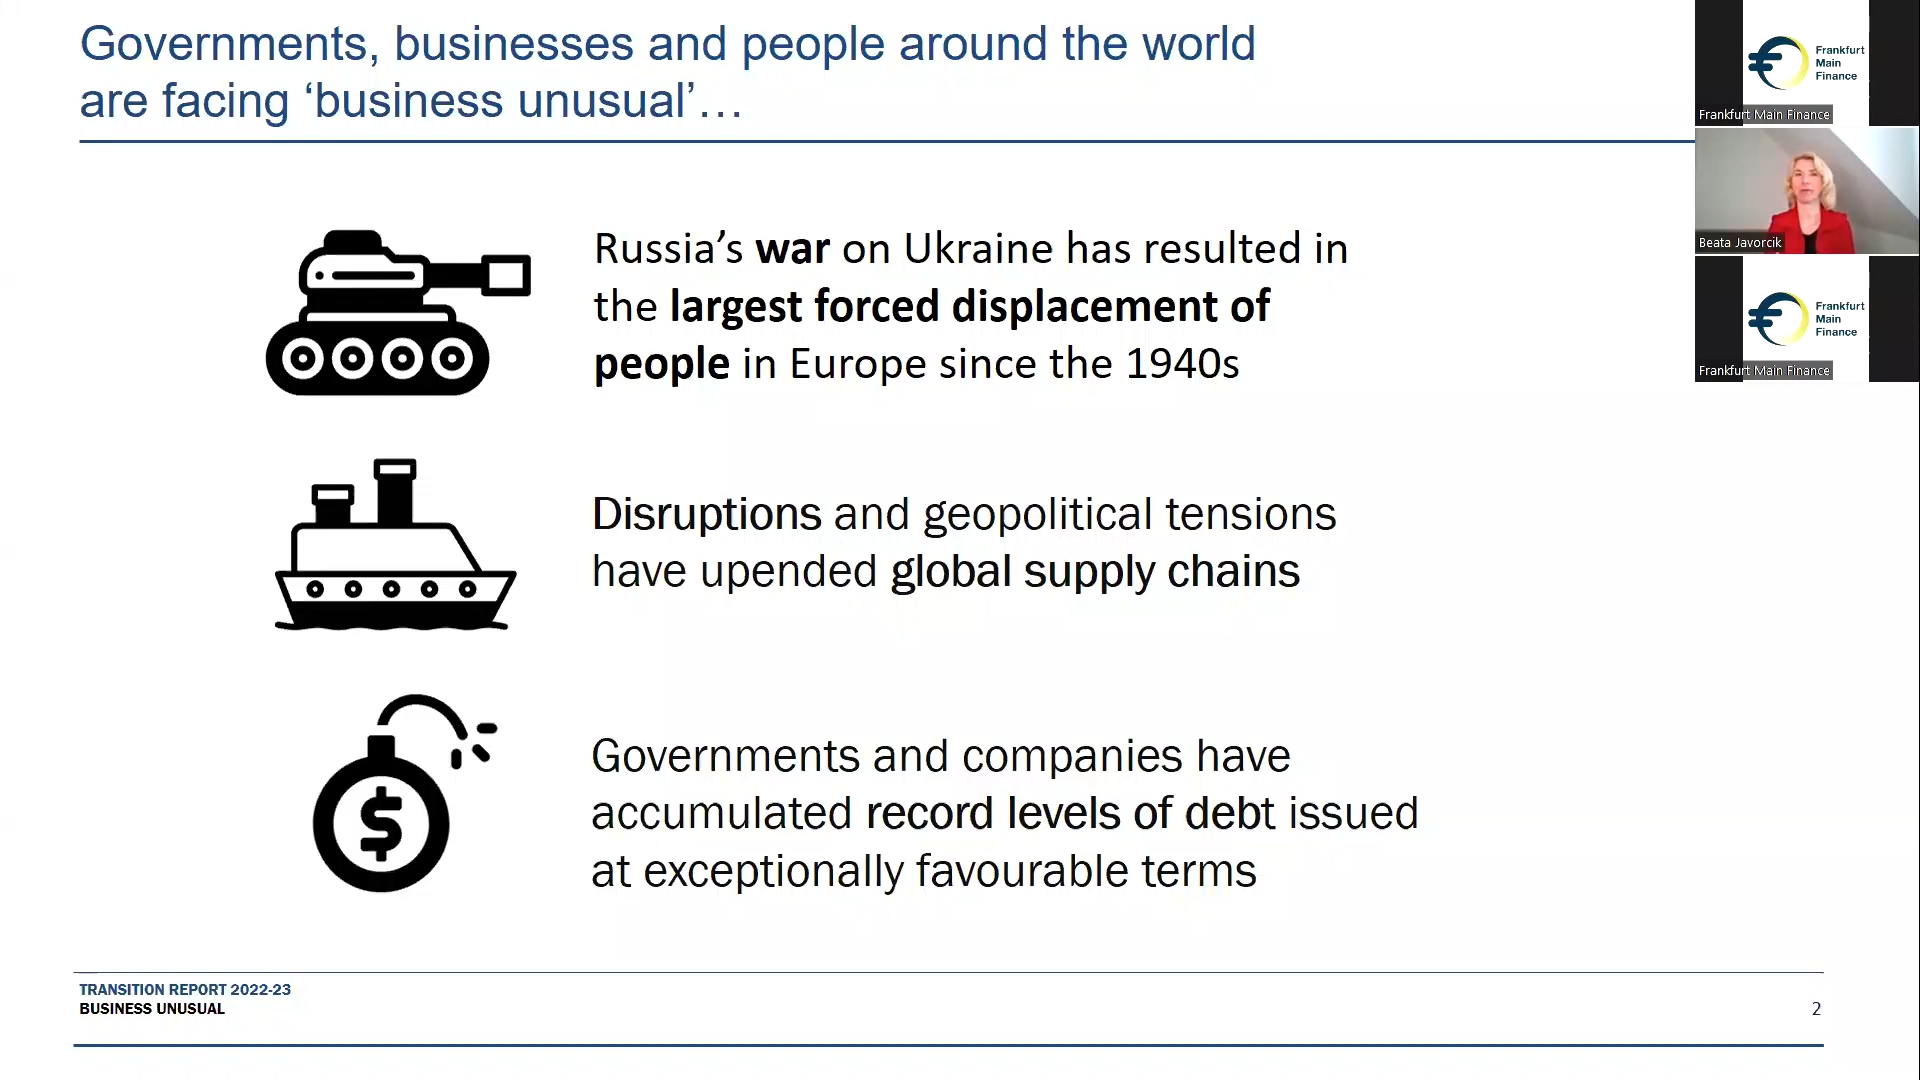 Governments, businesses and people around the world
are facing ‘business unusual’…
Russia’s war on Ukraine has resulted in
the largest forced displacement of
people in Europe since the 1940s
Disruptions and geopolitical tensions
have upended global supply chains
$
Governments and companies have
accumulated record levels of debt issued
at exceptionally favourable terms
TRANSITION REPORT 2022-23
BUSINESS UNUSUAL
2
Frankfurt
Main
Finance
Frankfurt Main Finance
Beata Javorcik
Frankfurt
Main
Finance
Frankfurt Main Finance